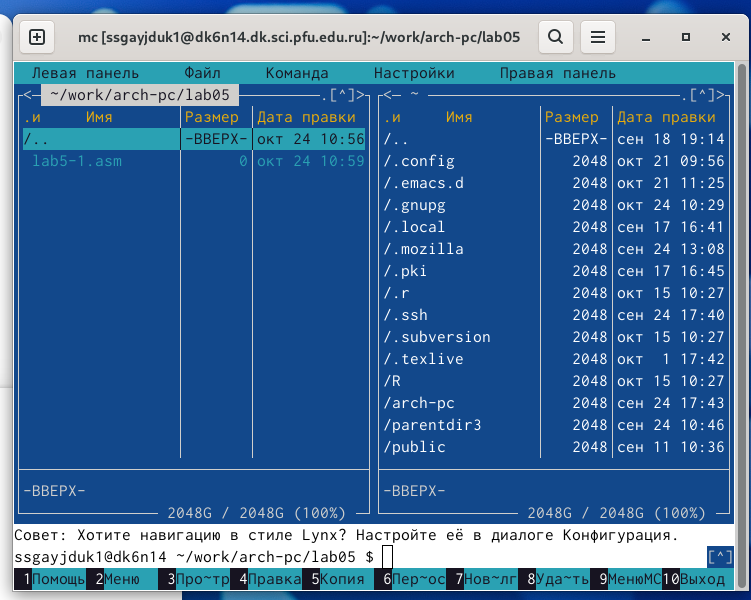 mc [ssgayjduk1@dk6n14.dk.sci.pfu.edu.ru]:~/work/arch-pc/lab05
Левая панель Файл Команда Настройки Правая панель
<— ~/work/arch-pc/lab05 .[^]>
.и Имя Размер Дата правки
/.. -ВВЕРХ- окт 24 10:56
lab5-1.asm 0 окт 24 10:59
-ВВЕРХ-
2048G / 2048G (100%)
<— ~ .[^]>
.и Имя Размер Дата правки
/.. -ВВЕРХ- сен 18 19:14
/.config 2048 окт 21 09:56
/.emacs.d 2048 окт 21 11:25
/.gnupg 2048 окт 24 10:29
/.local 2048 сен 17 16:41
/.mozilla 2048 сен 24 13:08
/.pki 2048 сен 17 16:45
/.r 2048 окт 15 10:27
/.ssh 2048 сен 24 17:40
/.subversion 2048 окт 15 10:27
/.texlive 2048 окт 1 17:42
/R 2048 окт 15 10:27
/arch-pc 2048 сен 24 17:43
/parentdir3 2048 сен 24 10:46
/public 2048 сен 11 10:36
-ВВЕРХ-
2048G / 2048G (100%)
Совет: Хотите навигацию в стиле Lynx? Настройте её в диалоге Конфигурация.
ssgayjduk1@dk6n14 ~/work/arch-pc/lab05 $ [^]
1Помощь 2Меню 3Про~тр 4Правка 5Копия 6Пер~ос 7Нов~лг 8Уда~ть 9МенюMC 10Выход